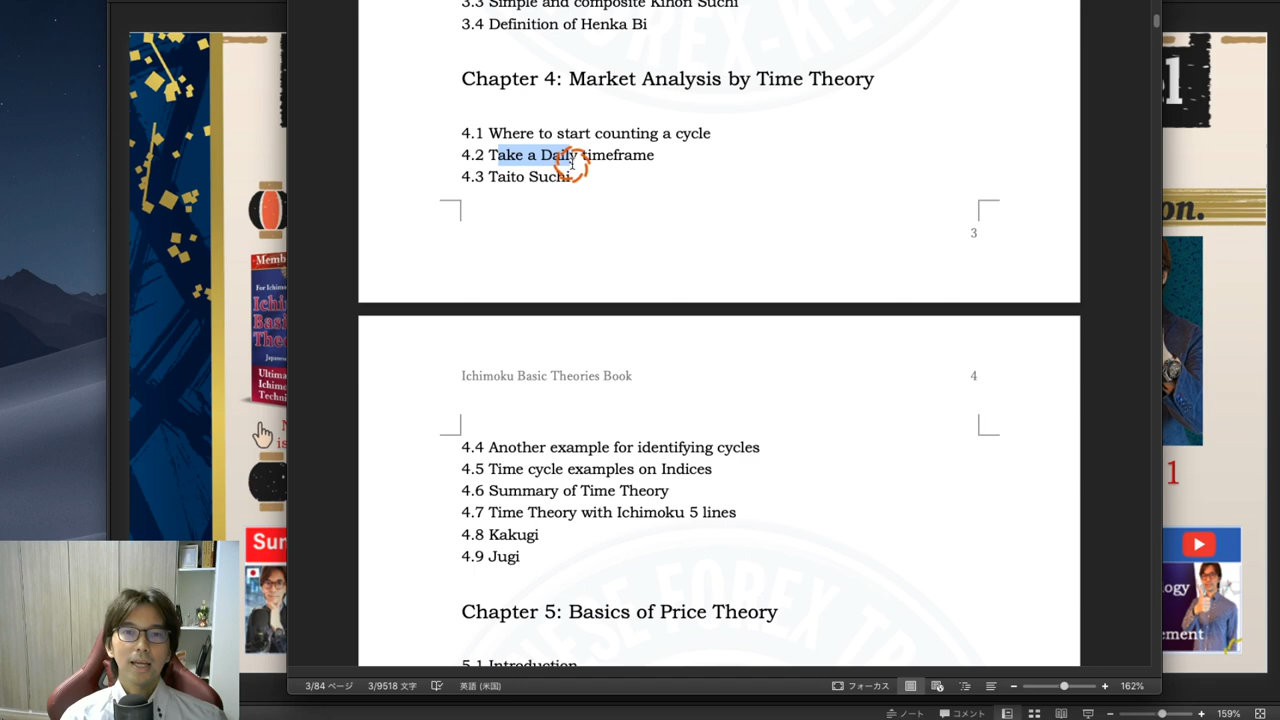 3.3 Simple and composite Kihon Suchi
3.4 Definition of Henka Bi
Chapter 4: Market Analysis by Time Theory
4.1 Where to start counting a cycle
4.2 Take a Daily timeframe
4.3 Taito Suchi
3
Ichimoku Basic Theories Book 4
4.4 Another example for identifying cycles
4.5 Time cycle examples on Indices
4.6 Summary of Time Theory
4.7 Time Theory with Ichimoku 5 lines
4.8 Kakugi
4.9 Jugi
Chapter 5: Basics of Price Theory
5.1 Introduction
3/84 ページ 3/9518 文字 英語 (米国) フォーカス 162%
ノート コメント 159%
on.
1